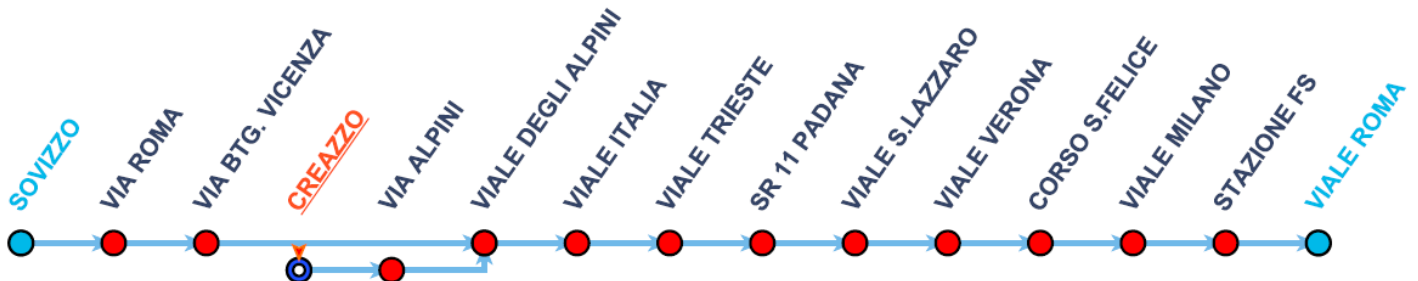 SOVIZZO
VIA ROMA
VIA BTG. VICENZA
CREAZZO
VIA ALPINI
VIALE DEGLI ALPINI
VIALE ITALIA
VIALE TRIESTE
SR 11 PADANA
VIALE S.LAZZARO
VIALE VERONA
CORSO S.FELICE
VIALE MILANO
STAZIONE FS
VIALE ROMA